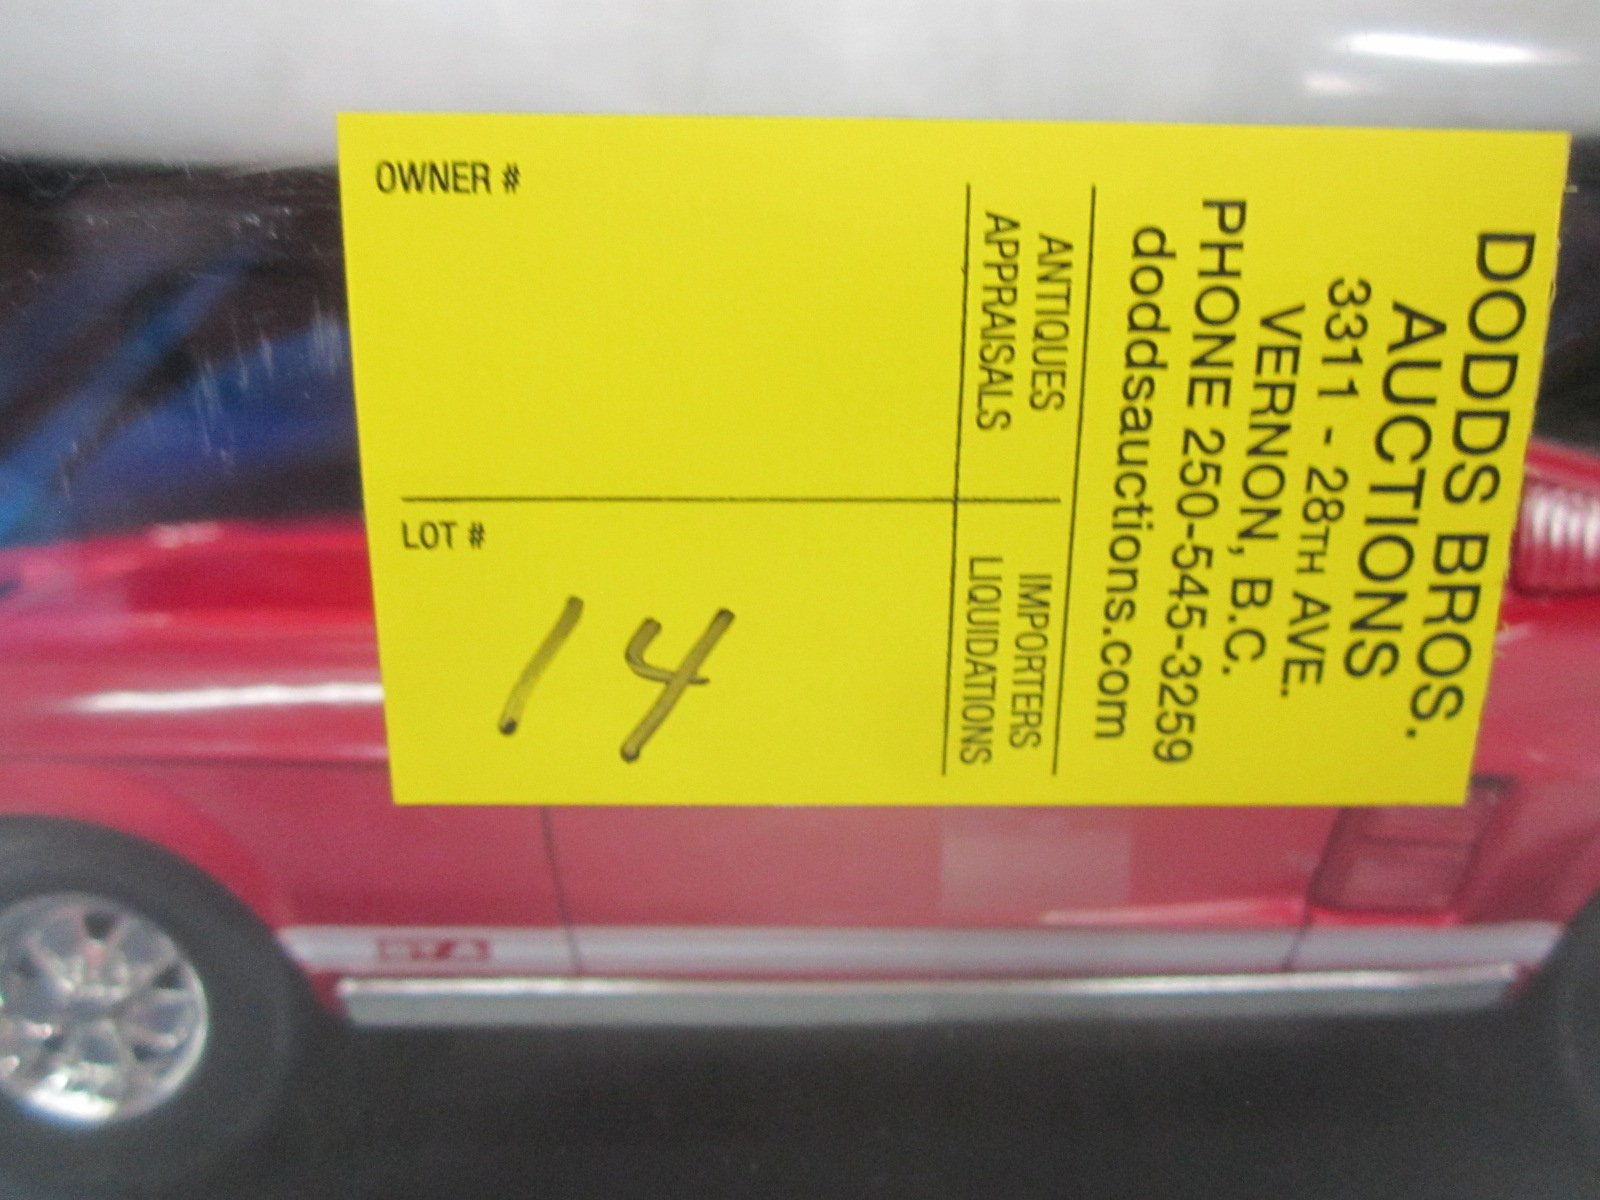 OWNER #
LOT #
14
DODDS BROS.
AUCTIONS
3311 - 28TH AVE.
VERNON, B.C.
PHONE 250-545-3259
doddsauctions.com
ANTIQUES
APPRAISALS
IMPORTERS
LIQUIDATIONS